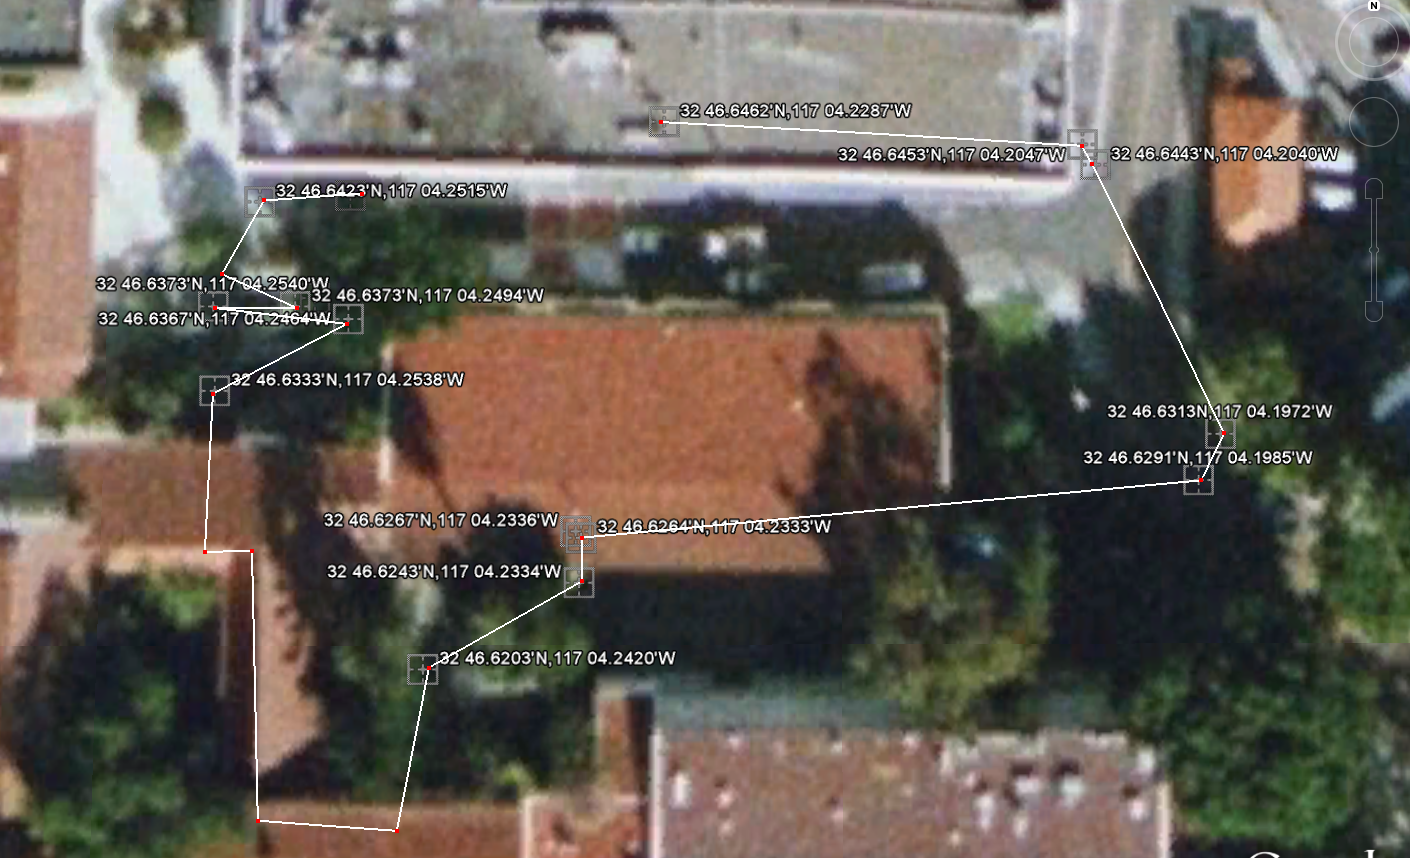 N
32 46.6462'N,117 04.2287'W
32 46.6453'N,117 04.2047'W
32 46.6443'N,117 04.2040'W
32 46.6423'N,117 04.2515'W
32 46.6373'N,117 04.2540'W
32 46.6373'N,117 04.2494'W
32 46.6367'N,117 04.2464'W
32 46.6333'N,117 04.2538'W
32 46.6313N,117 04.1972'W
32 46.6291'N,117 04.1985'W
32 46.6267'N,117 04.2336'W
32 46.6264'N,117 04.2333'W
32 46.6243'N,117 04.2334'W
32 46.6203'N,117 04.2420'W